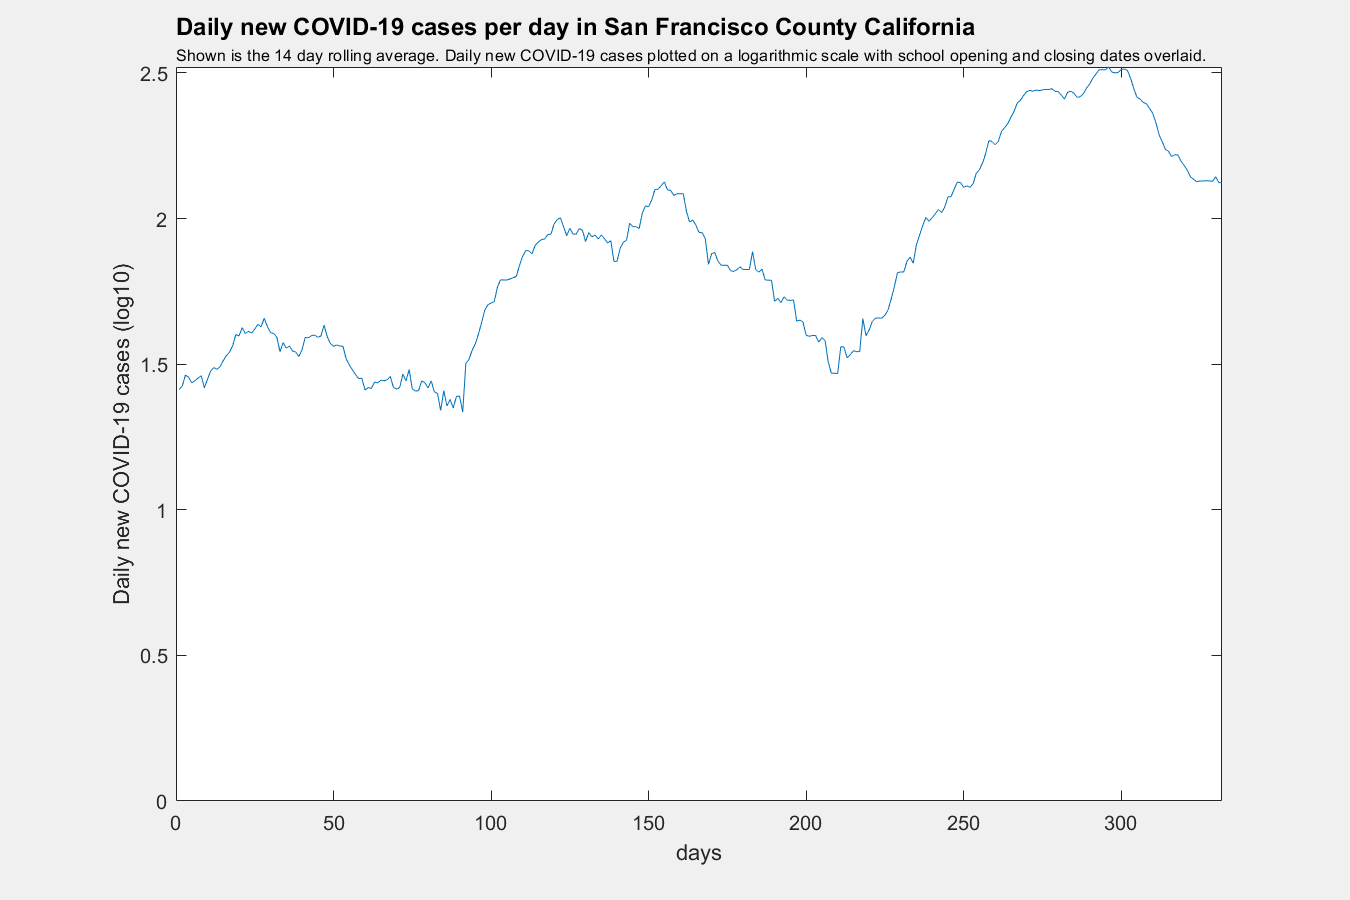 Daily new COVID-19 cases per day in San Francisco County California
Shown is the 14 day rolling average. Daily new COVID-19 cases plotted on a logarithmic scale with school opening and closing dates overlaid.
2.5
2
1.5
1
0.5
0
Daily new COVID-19 cases (log10)
0 50 100 150 200 250 300
days